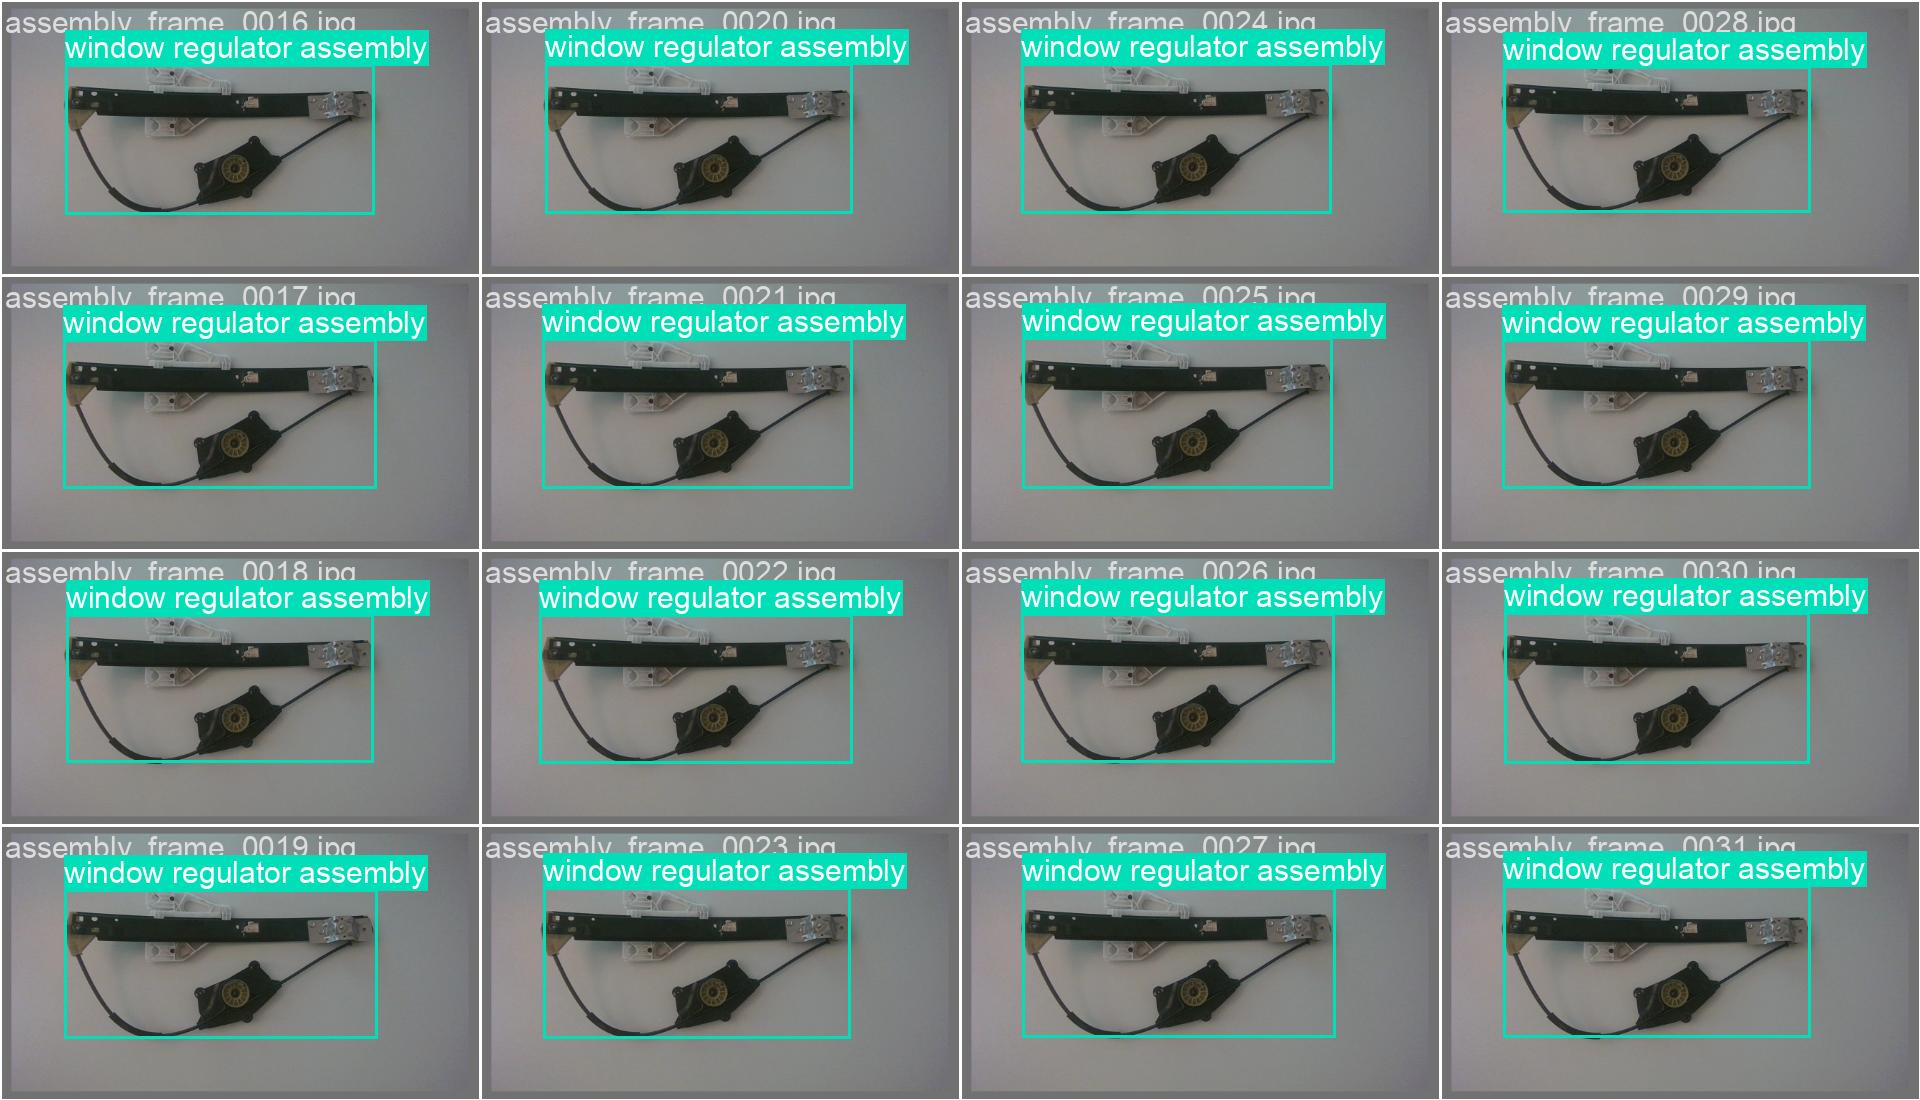 assembly_frame_0016.jpg
window regulator assembly
assembly_frame_0020.jpg
window regulator assembly
assembly_frame_0024.jpg
window regulator assembly
assembly_frame_0028.jpg
window regulator assembly
assembly_frame_0017.jpg
window regulator assembly
assembly_frame_0021.jpg
window regulator assembly
assembly_frame_0025.jpg
window regulator assembly
assembly_frame_0029.jpg
window regulator assembly
assembly_frame_0018.jpg
window regulator assembly
assembly_frame_0022.jpg
window regulator assembly
assembly_frame_0026.jpg
window regulator assembly
assembly_frame_0030.jpg
window regulator assembly
assembly_frame_0019.jpg
window regulator assembly
assembly_frame_0023.jpg
window regulator assembly
assembly_frame_0027.jpg
window regulator assembly
assembly_frame_0031.jpg
window regulator assembly